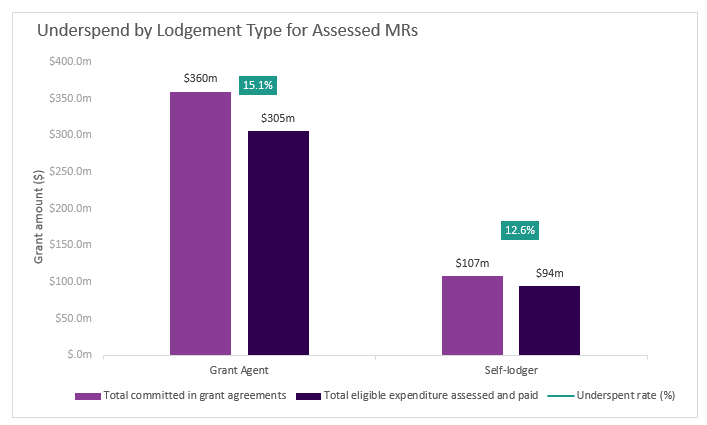 Underspend by Lodgement Type for Assessed MRs
$400.0m
$350.0m
$300.0m
$250.0m
$200.0m
$150.0m
$100.0m
$50.0m
$.0m
Grant amount ($)
$360m
15.1%
$305m
12.6%
$107m
$94m
Grant Agent
Self-lodger
Total committed in grant agreements
Total eligible expenditure assessed and paid
Underspent rate (%)